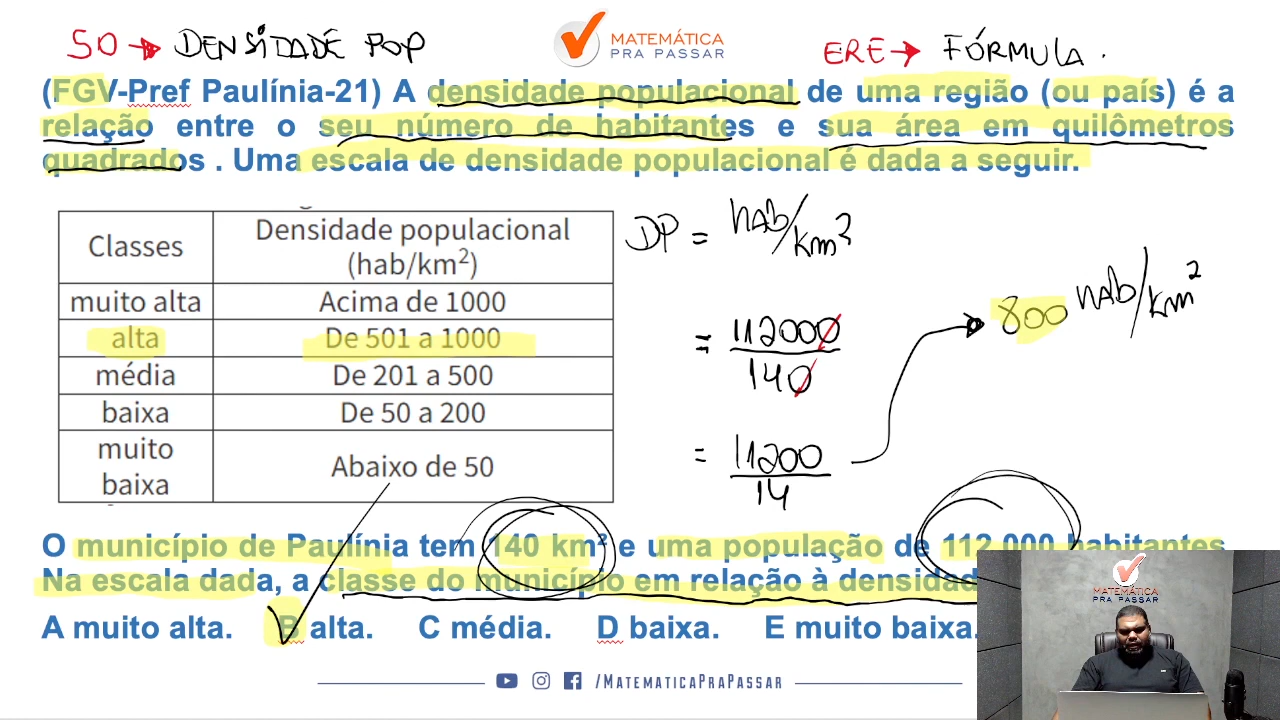 SO → DENSIDADE POP
MATEMÁTICA
PRA PASSAR
ERE → FÓRMULA.
(FGV-Pref Paulínia-21) A densidade populacional de uma região (ou país) é a
relação entre o seu número de habitantes e sua área em quilômetros
quadrados . Uma escala de densidade populacional é dada a seguir.
Classes
Densidade populacional
(hab/km²)
muito alta Acima de 1000
alta De 501 a 1000
média De 201 a 500
baixa De 50 a 200
muito
baixa
Abaixo de 50
DP = hab/km²
= 112000
140
= 11200
14
800 hab/km²
O município de Paulínia tem 140 km² e uma população de 112.000 habitantes.
Na escala dada, a classe do município em relação à densidad
A muito alta. B alta. C média. D baixa. E muito baixa.
MATEMÁTICA
PRA PASSAR
/MatematicaPraPassar